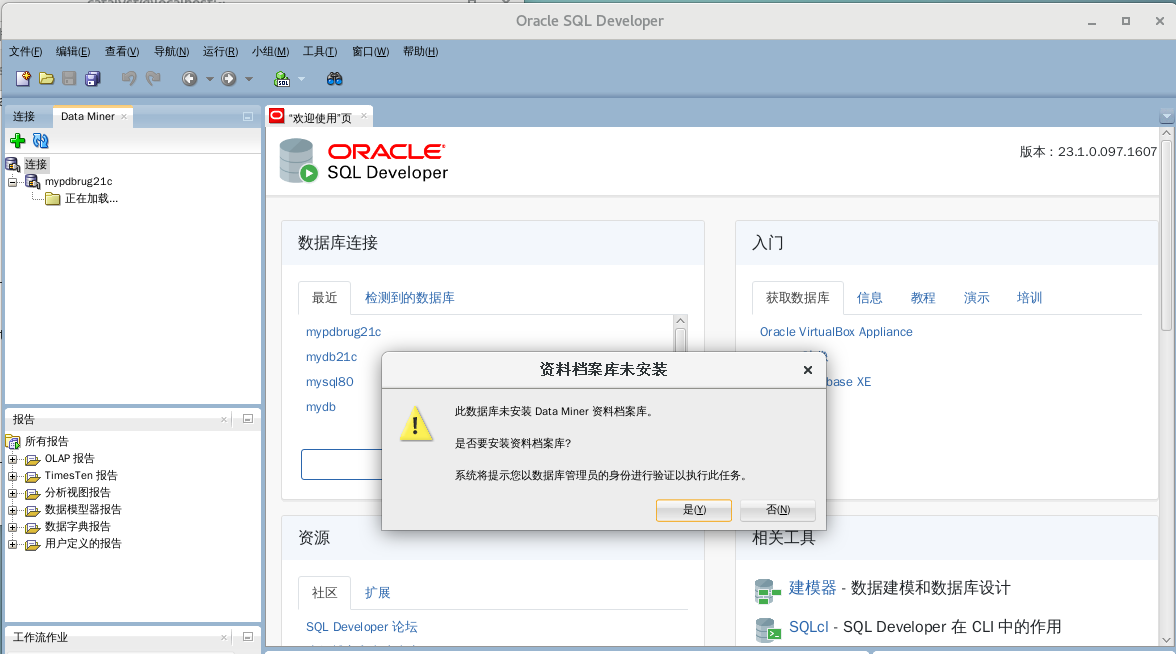 Oracle SQL Developer
文件(F) 编辑(E) 查看(V) 导航(N) 运行(R) 小组(M) 工具(T) 窗口(W) 帮助(H)
SQL
连接
Data Miner
连接
mypdbrug21c
正在加载...
报告
所有报告
OLAP 报告
TimesTen 报告
分析视图报告
数据模型器报告
数据字典报告
用户定义的报告
工作流作业
"欢迎使用"页
ORACLE
SQL Developer
版本：23.1.0.097.1607
数据库连接
最近 检测到的数据库
mypdbrug21c
mydb21c
mysql80
mydb
入门
获取数据库 信息 教程 演示 培训
Oracle VirtualBox Appliance
base XE
资料档案库未安装
此数据库未安装 Data Miner 资料档案库。
是否要安装资料档案库?
系统将提示您以数据库管理员的身份进行验证以执行此任务。
是(Y) 否(N)
资源
社区 扩展
SQL Developer 论坛
相关工具
建模器 - 数据建模和数据库设计
SQLcl - SQL Developer 在 CLI 中的作用